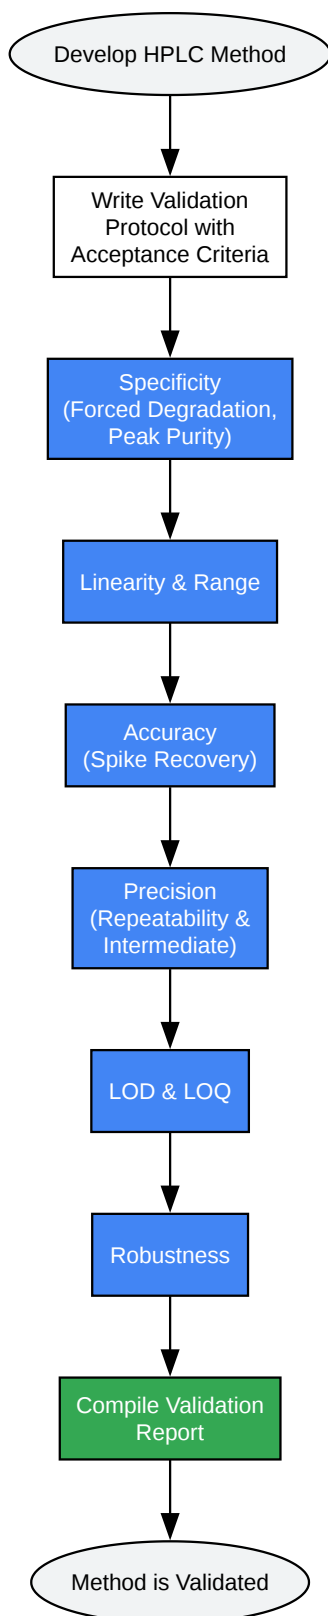 Develop HPLC Method
Write Validation
Protocol with
Acceptance Criteria
Specificity
(Forced Degradation,
Peak Purity)
Linearity & Range
Accuracy
(Spike Recovery)
Precision
(Repeatability &
Intermediate)
LOD & LOQ
Robustness
Compile Validation
Report
Method is Validated